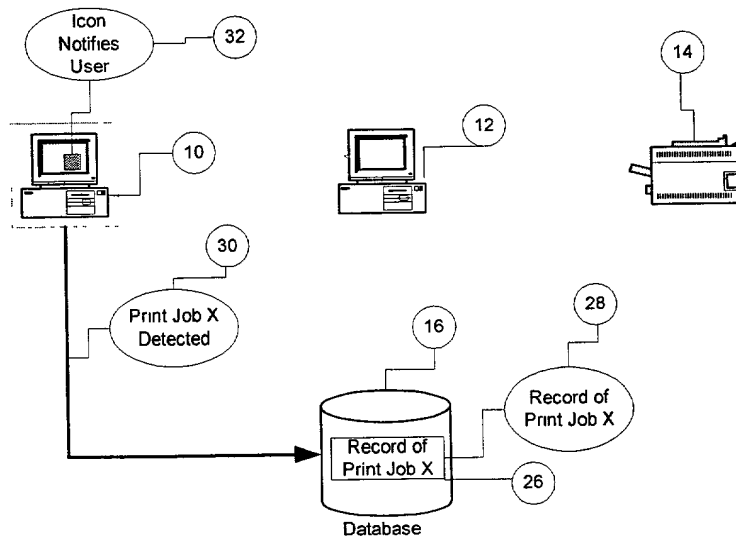 Icon
Notifies
User
32
14
12
10
30
Print Job X
Detected
28
16
Record of
Print Job X
Record of
Print Job X
26
Database